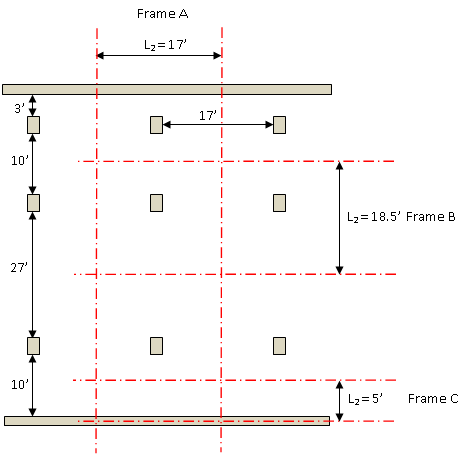 Frame A
L₂=17’
3’
17’
10’
L₂=18.5’ Frame B
27’
10’
L₂=5’ Frame C